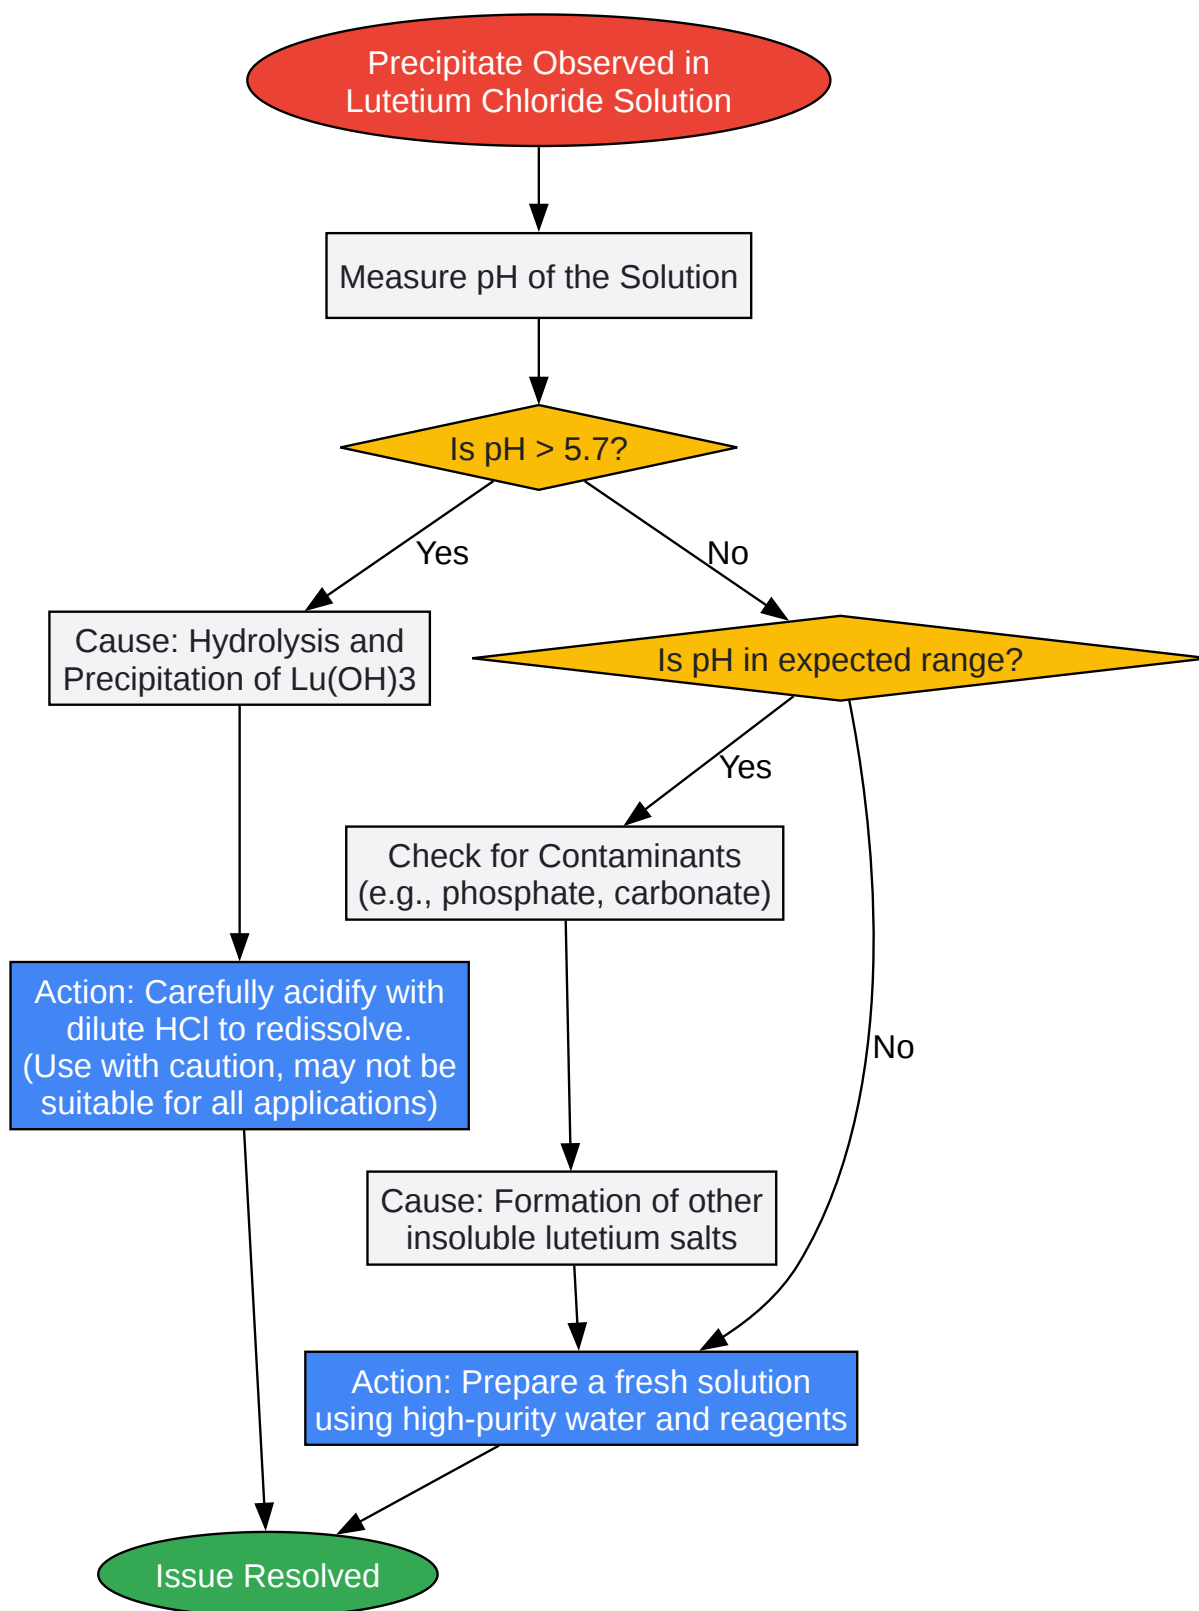 Precipitate Observed in
Lutetium Chloride Solution
Measure pH of the Solution
Is pH > 5.7?
Yes
No
Cause: Hydrolysis and
Precipitation of Lu(OH)3
Is pH in expected range?
Yes
Check for Contaminants
(e.g., phosphate, carbonate)
Action: Carefully acidify with
dilute HCl to redissolve.
(Use with caution, may not be
suitable for all applications)
No
Cause: Formation of other
insoluble lutetium salts
Action: Prepare a fresh solution
using high-purity water and reagents
Issue Resolved